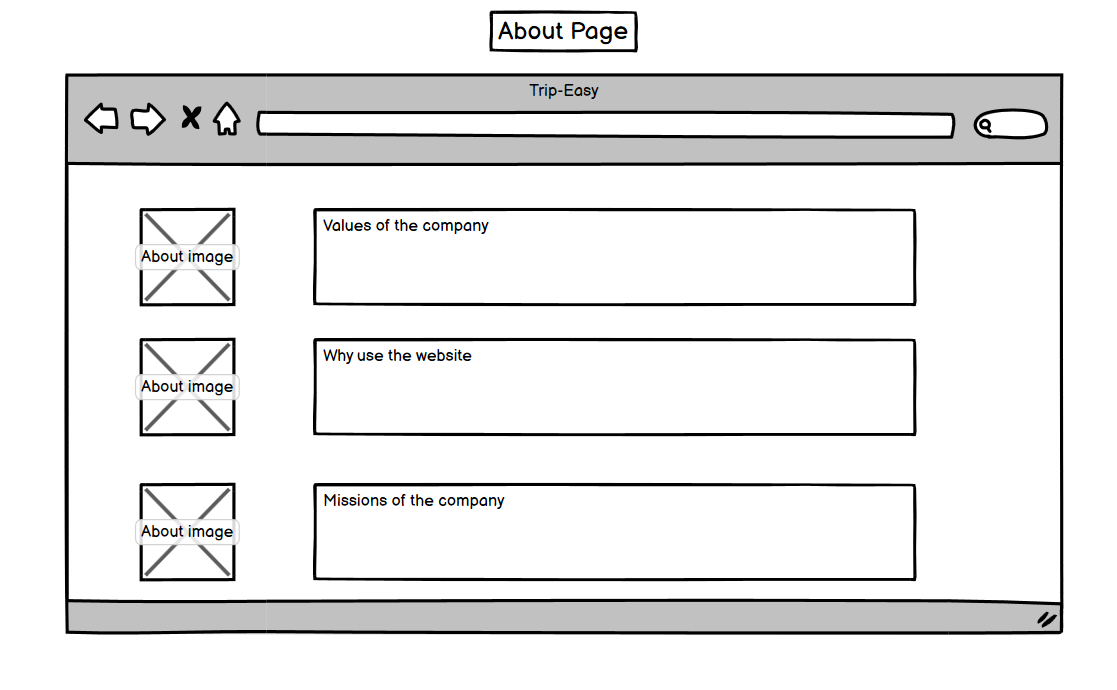 About Page
Trip-Easy
About image
Values of the company
About image
Why use the website
About image
Missions of the company